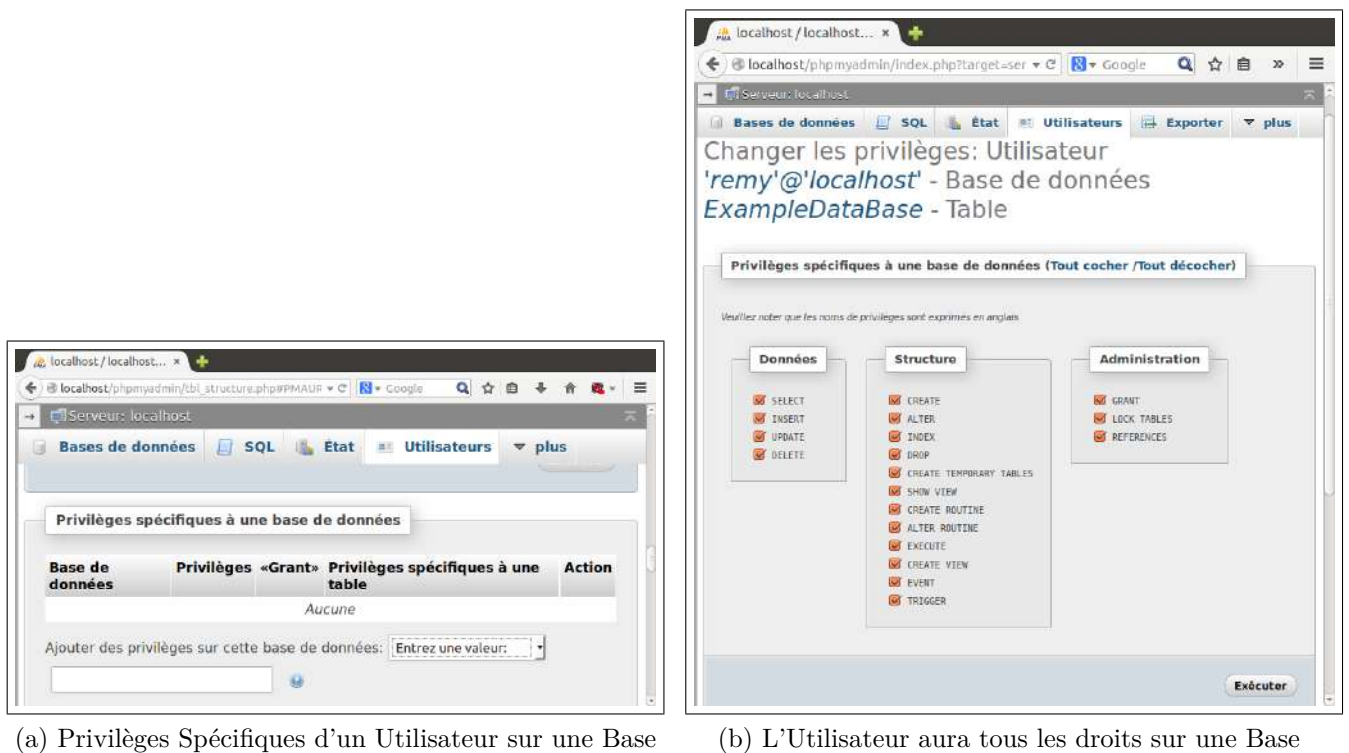 localhost / localhost... ×
localhost/phpmyadmin/tbl_structure.php#PMAUR
Google
Serveur: localhost
Bases de données SQL État Utilisateurs plus
Privilèges spécifiques à une base de données
Base de données Privilèges «Grant» Privilèges spécifiques à une table Action
Aucune
Ajouter des privilèges sur cette base de données: Entrez une valeur:
(a) Privilèges Spécifiques d'un Utilisateur sur une Base
localhost / localhost... ×
localhost/phpmyadmin/index.php?target=ser
Google
Serveur: localhost
Bases de données SQL État Utilisateurs Exporter plus
Changer les privilèges: Utilisateur
'remy'@'localhost' - Base de données
ExampleDataBase - Table
Privilèges spécifiques à une base de données (Tout cocher /Tout décocher)
Veuillez noter que les noms de privilèges sont exprimés en anglais
Données
SELECT
INSERT
UPDATE
DELETE
Structure
CREATE
ALTER
INDEX
DROP
CREATE TEMPORARY TABLES
SHOW VIEW
CREATE ROUTINE
ALTER ROUTINE
EXECUTE
CREATE VIEW
EVENT
TRIGGER
Administration
GRANT
LOCK TABLES
REFERENCES
Exécuter
(b) L'Utilisateur aura tous les droits sur une Base